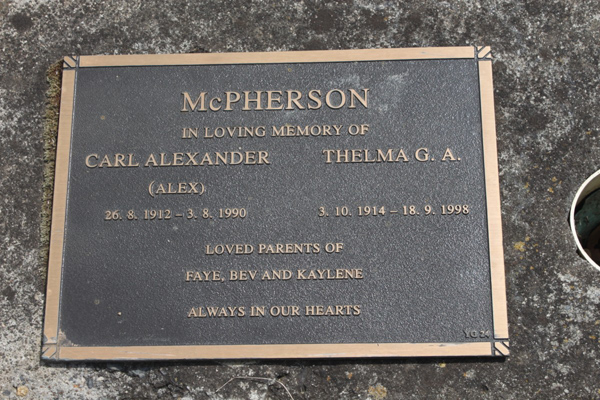 McPHERSON
IN LOVING MEMORY OF
CARL ALEXANDER THELMA G. A.
(ALEX)
26. 8. 1912 – 3. 8. 1990 3. 10. 1914 – 18. 9. 1998
LOVED PARENTS OF
FAYE, BEV AND KAYLENE
ALWAYS IN OUR HEARTS